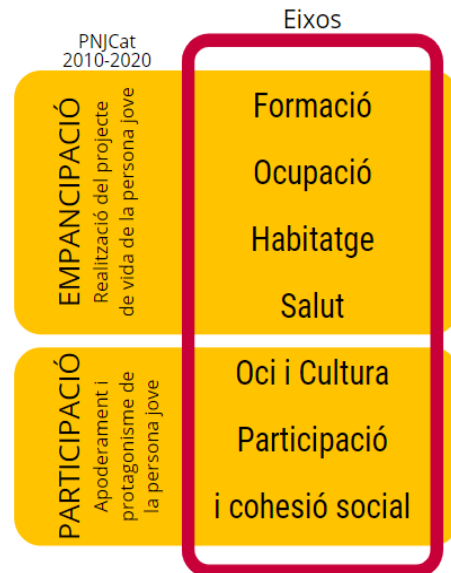 PNJCat
2010-2020
Eixos
EMPANCIPACIÓ
Realització del projecte
de vida de la persona jove
Formació
Ocupació
Habitatge
Salut
PARTICIPACIÓ
Apoderament i
protagonisme de
la persona jove
Oci i Cultura
Participació
i cohesió social